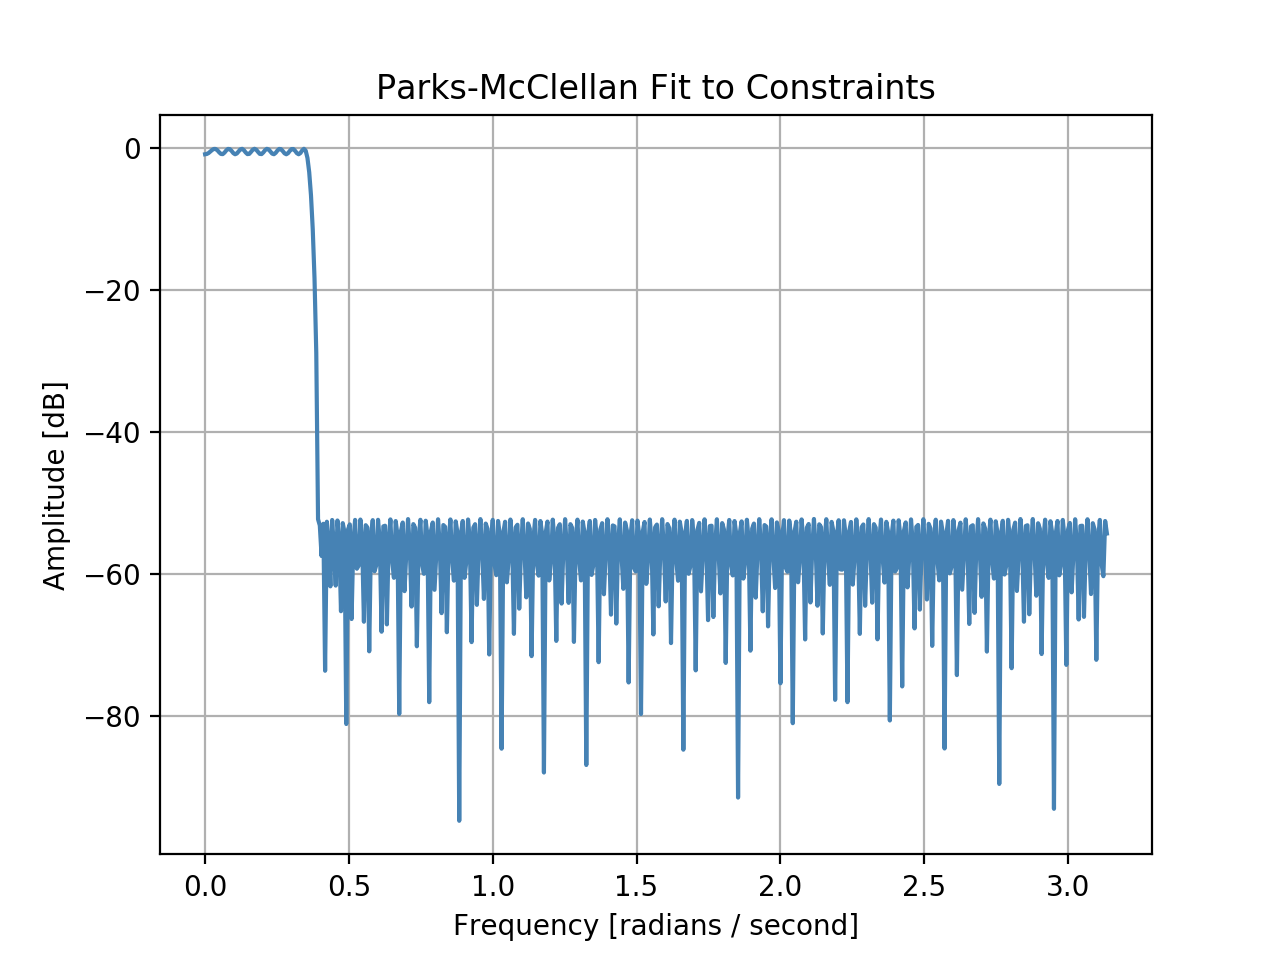 Parks-McClellan Fit to Constraints
0
−20
−40
−60
−80
Amplitude [dB]
0.0 0.5 1.0 1.5 2.0 2.5 3.0
Frequency [radians / second]